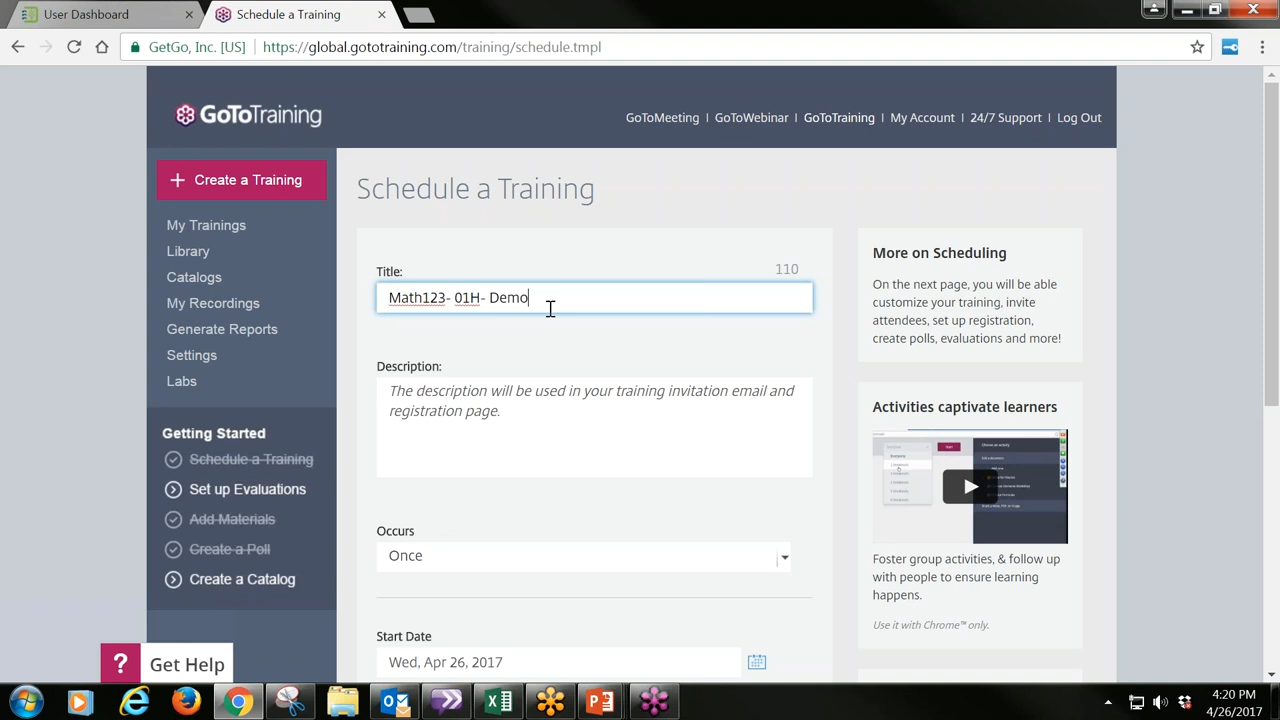 User Dashboard
Schedule a Training
GetGo, Inc. [US]
https://global.gototraining.com/training/schedule.tmpl
GoToTraining
GoToMeeting | GoToWebinar | GoToTraining | My Account | 24/7 Support | Log Out
+ Create a Training
My Trainings
Library
Catalogs
My Recordings
Generate Reports
Settings
Labs
Getting Started
Schedule a Training
Set up Evaluations
Add Materials
Create a Poll
Create a Catalog
? Get Help
Schedule a Training
Title:
110
Math123- 01H- Demo
Description:
The description will be used in your training invitation email and
registration page.
Occurs
Once
Start Date
Wed, Apr 26, 2017
More on Scheduling
On the next page, you will be able
customize your training, invite
attendees, set up registration,
create polls, evaluations and more!
Activities captivate learners
Foster group activities, & follow up
with people to ensure learning
happens.
Use it with Chrome™ only.
4:20 PM
4/26/2017